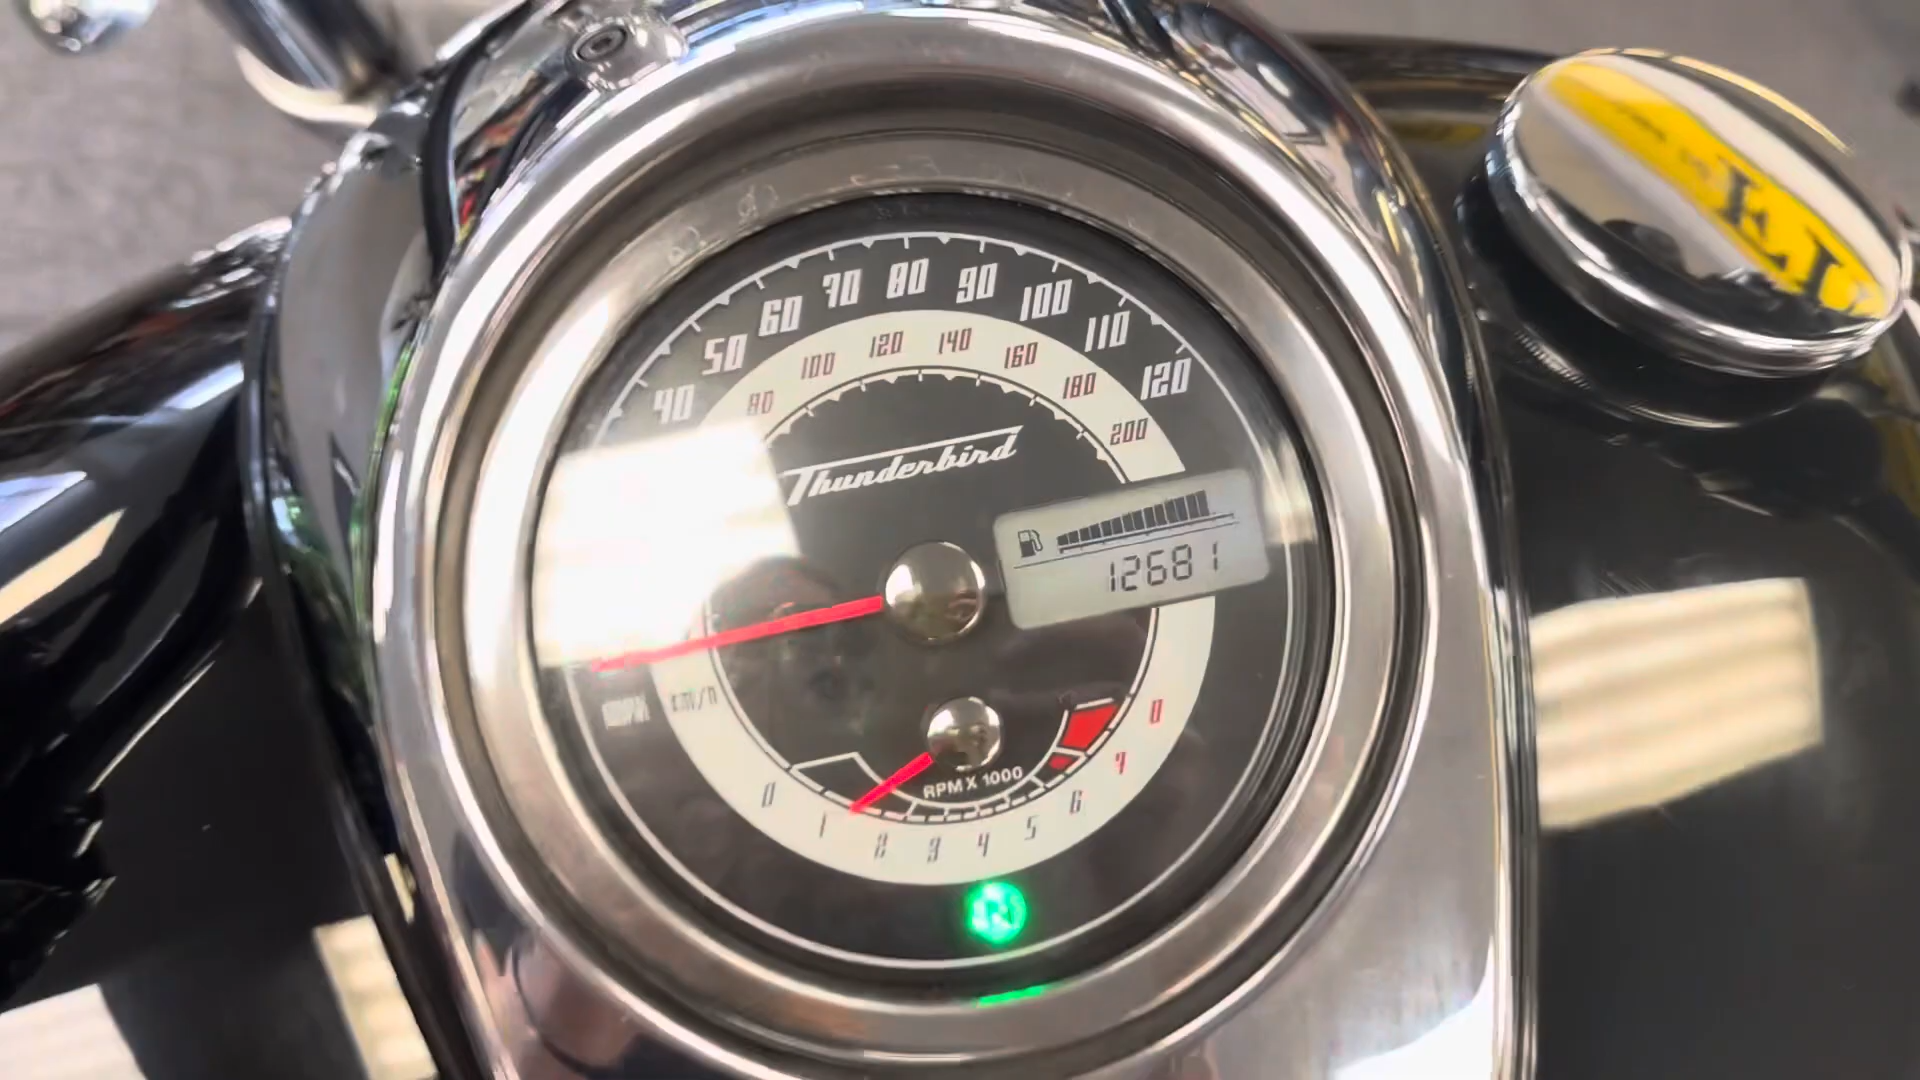 40 50 60 70 80 90 100 110 120
80 100 120 140 160 180 200
Thunderbird
12681
km/h
RPM X 1000
0 1 2 3 4 5 6 7 8
N